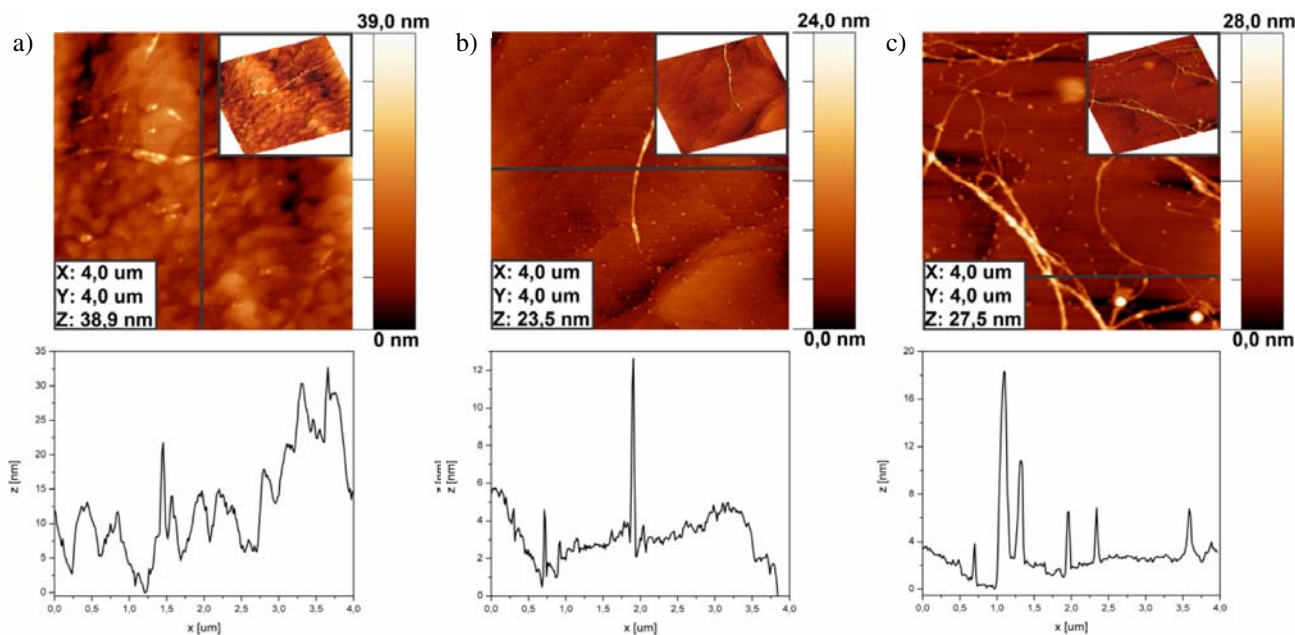 a)
39,0 nm
X: 4,0 um
Y: 4,0 um
Z: 38,9 nm
0 nm
b)
24,0 nm
X: 4,0 um
Y: 4,0 um
Z: 23,5 nm
0,0 nm
c)
28,0 nm
X: 4,0 um
Y: 4,0 um
Z: 27,5 nm
0,0 nm
35
30
25
20
15
10
5
0
z [nm]
0,0 0,5 1,0 1,5 2,0 2,5 3,0 3,5 4,0
x [um]
12
10
8
6
4
2
0
z [nm]
0,0 0,5 1,0 1,5 2,0 2,5 3,0 3,5 4,0
x [um]
20
16
12
8
4
0
z [nm]
0,0 0,5 1,0 1,5 2,0 2,5 3,0 3,5 4,0
x [um]